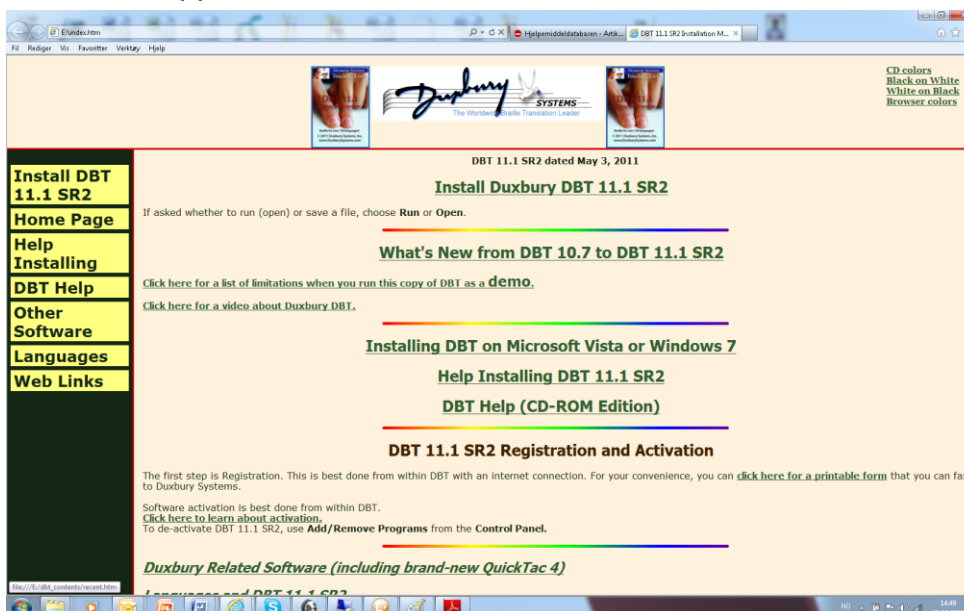 E:\index.htm
Hjelpemiddeldatabasen - Artik...
DBT 11.1 SR2 Installation M...
Fil Rediger Vis Favoritter Verktøy Hjelp
Duxbury
SYSTEMS
The Worldwide Braille Translation Leader
CD colors
Black on White
White on Black
Browser colors
Install DBT
11.1 SR2
Home Page
Help
Installing
DBT Help
Other
Software
Languages
Web Links
DBT 11.1 SR2 dated May 3, 2011
Install Duxbury DBT 11.1 SR2
If asked whether to run (open) or save a file, choose Run or Open.
What's New from DBT 10.7 to DBT 11.1 SR2
Click here for a list of limitations when you run this copy of DBT as a demo.
Click here for a video about Duxbury DBT.
Installing DBT on Microsoft Vista or Windows 7
Help Installing DBT 11.1 SR2
DBT Help (CD-ROM Edition)
DBT 11.1 SR2 Registration and Activation
The first step is Registration. This is best done from within DBT with an internet connection. For your convenience, you can click here for a printable form that you can fa
to Duxbury Systems.
Software activation is best done from within DBT.
Click here to learn about activation.
To de-activate DBT 11.1 SR2, use Add/Remove Programs from the Control Panel.
Duxbury Related Software (including brand-new QuickTac 4)
Languages and DBT 11.1 SR2
file:///E:/dbt_contents/recent.htm
NO
16:49